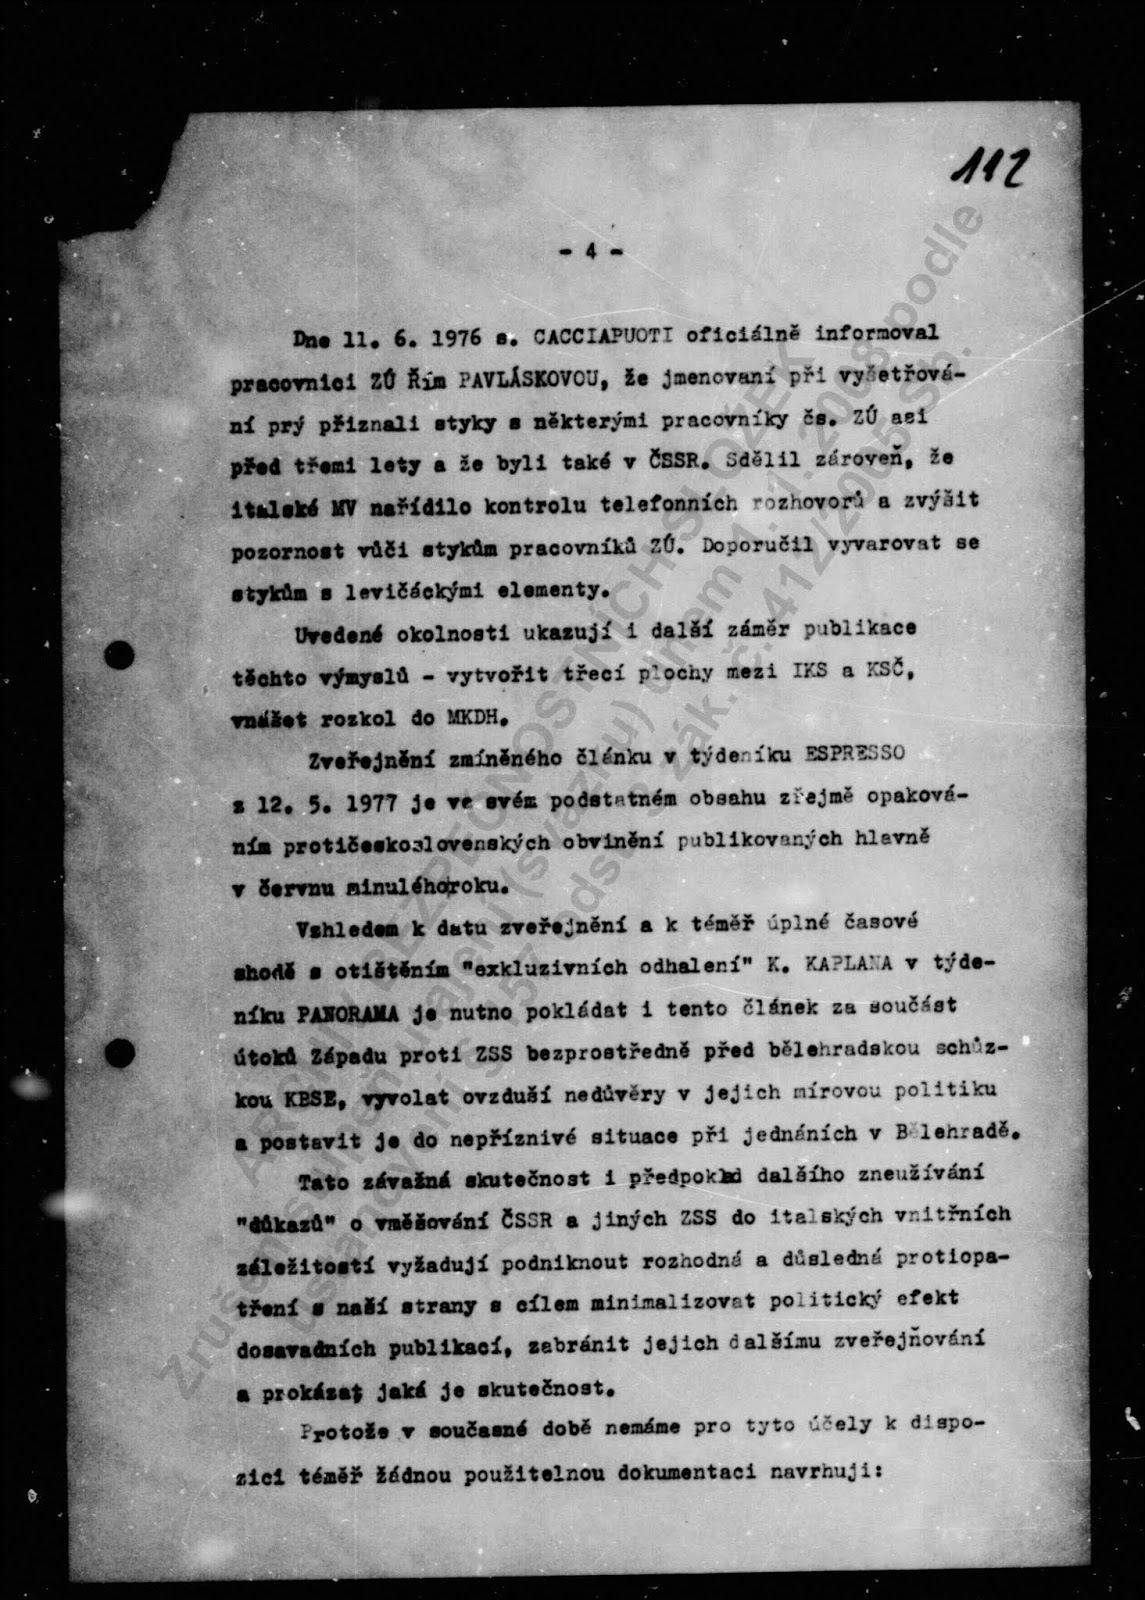 112
- 4 -
Dne 11. 6. 1976 s. CACCIAPUOTI oficiálně informoval
pracovnici ZÚ Řím PAVLÁSKOVOU, že jmenovaní při vyšetřová-
ní prý přiznali styky s některými pracovníky čs. ZÚ asi
před třemi lety a že byli také v ČSSR. Sdělil zároveň, že
italské MV nařídilo kontrolu telefonních rozhovorů a zvýšit
pozornost vůči stykům pracovníků ZÚ. Doporučil vyvarovat se
stykům s levičáckými elementy.
Uvedené okolnosti ukazují i další záměr publikace
těchto výmyslů - vytvořit třecí plochy mezi IKS a KSČ,
vnášet rozkol do MKDH.
Zveřejnění zmíněného článku v týdeníku ESPRESSO
z 12. 5. 1977 je ve svém podstatném obsahu zřejmě opaková-
ním protičeskoslovenských obvinění publikovaných hlavně
v červnu minulého roku.
Vzhledem k datu zveřejnění a k téměř úplné časové
shodě s otištěním "exkluzivních odhalení" K. KAPLANA v týde-
níku PANORAMA je nutno pokládat i tento článek za součást
útoků Západu proti ZSS bezprostředně před bělehradskou schůz-
kou KBSE, vyvolat ovzduší nedůvěry v jejich mírovou politiku
a postavit je do nepříznivé situace při jednáních v Bělehradě.
Tato závažná skutečnost i předpoklad dalšího zneužívání
"důkazů" o vměšování ČSSR a jiných ZSS do italských vnitřních
záležitostí vyžadují podniknout rozhodná a důsledná protiopa-
tření s naší strany s cílem minimalizovat politický efekt
dosavadních publikací, zabránit jejich dalšímu zveřejňování
a prokázat jaká je skutečnost.
Protože v současné době nemáme pro tyto účely k dispo-
zici téměř žádnou použitelnou dokumentaci navrhuji: